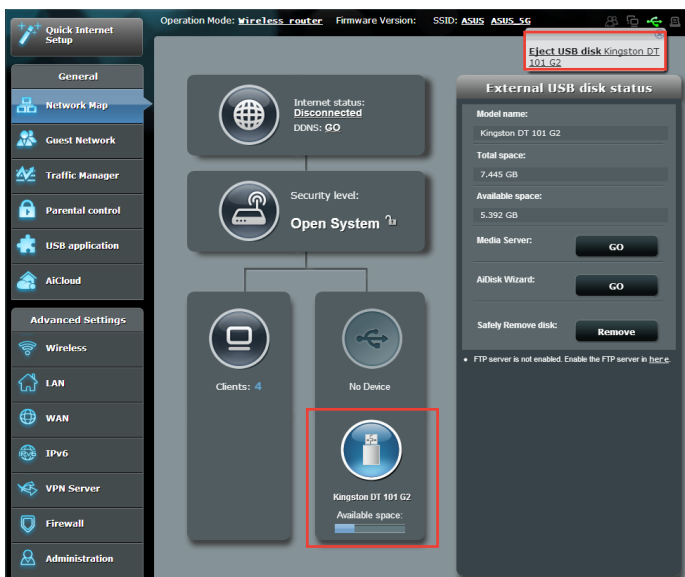 Quick Internet
Setup
Operation Mode: Wireless router Firmware Version: SSID: ASUS ASUS_5G
Eject USB disk Kingston DT
101 G2
General
Network Map
Guest Network
Traffic Manager
Parental control
USB application
AiCloud
Advanced Settings
Wireless
LAN
WAN
IPv6
IPv6
VPN Server
Firewall
Administration
Internet status:
Disconnected
DDNS: GO
Security level:
Open System
Clients: 4
No Device
Kingston DT 101 G2
Available space:
External USB disk status
Model name:
Kingston DT 101 G2
Total space:
7.445 GB
Available space:
5.392 GB
Media Server: GO
AiDisk Wizard: GO
Safely Remove disk: Remove
• FTP server is not enabled. Enable the FTP server in here.